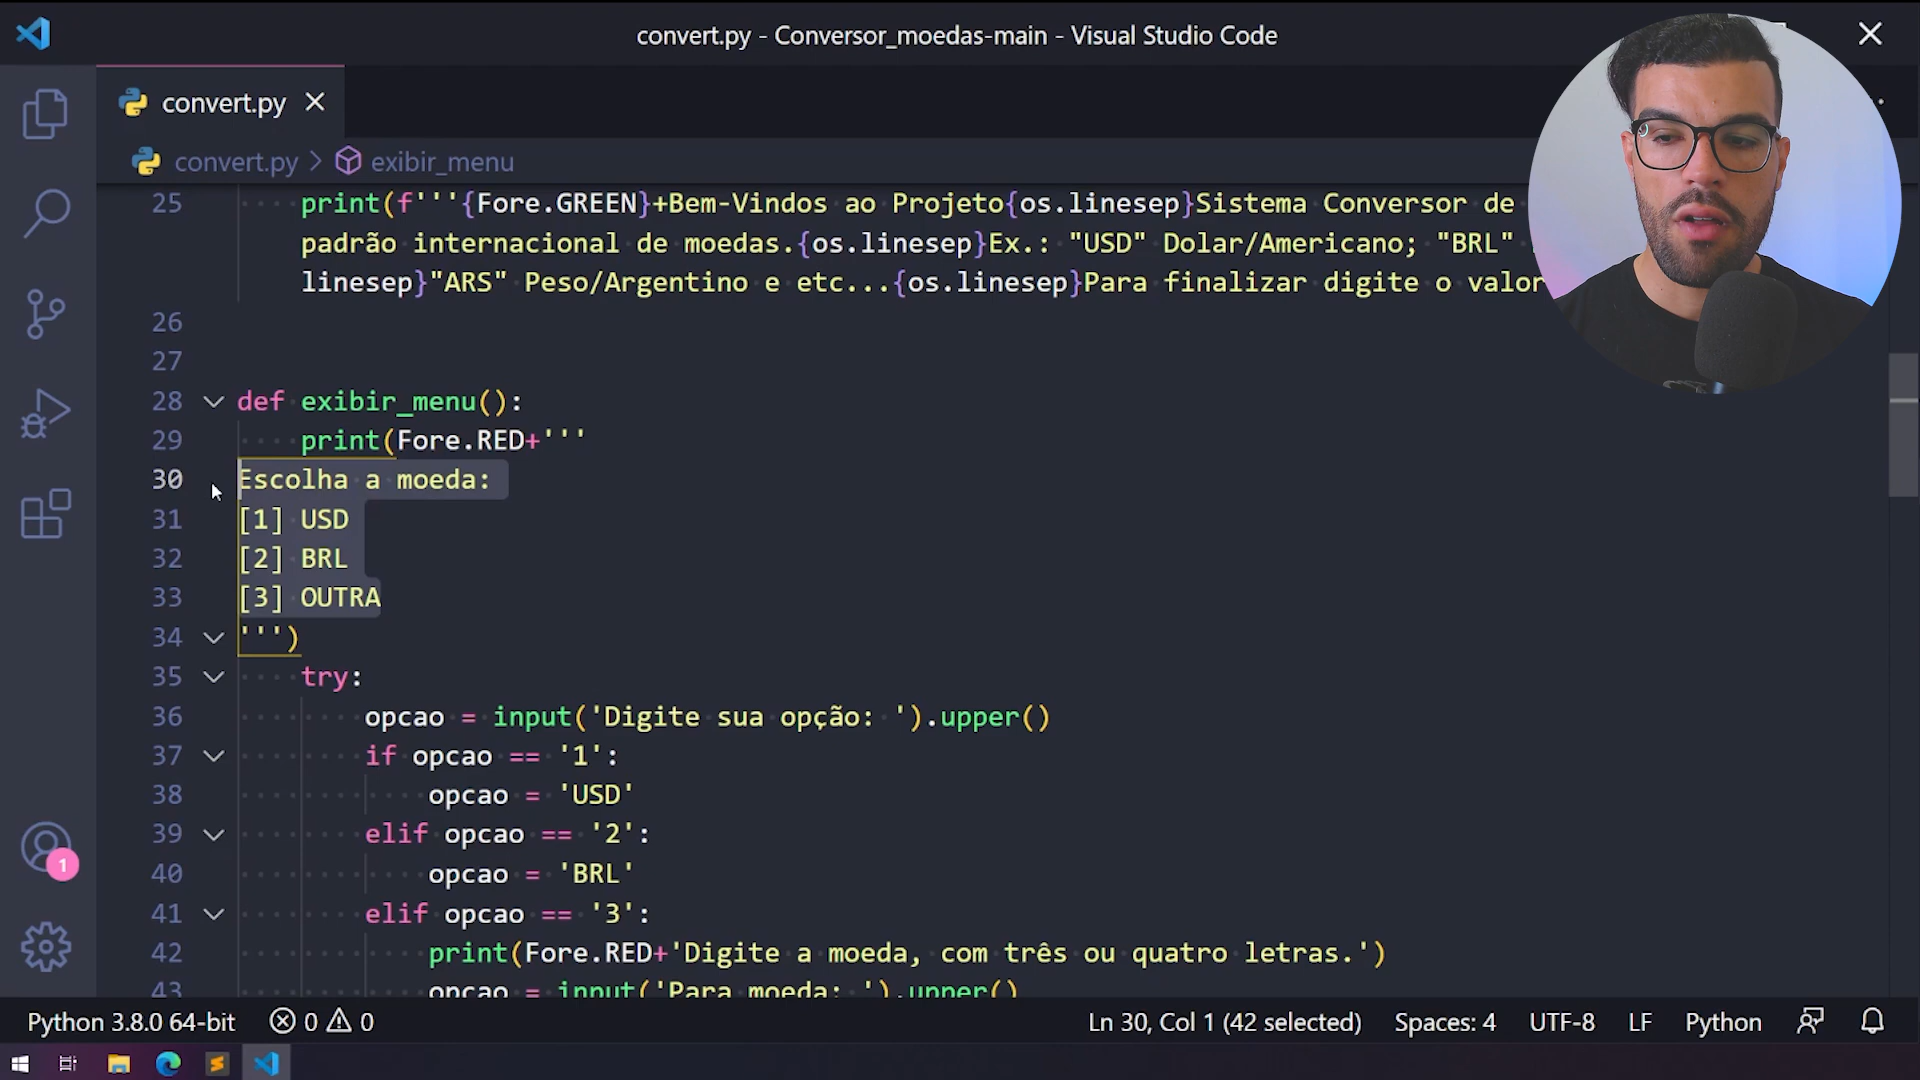 convert.py - Conversor_moedas-main - Visual Studio Code
convert.py
convert.py > exibir_menu
25 print(f'''{Fore.GREEN}+Bem-Vindos ao Projeto{os.linesep}Sistema Conversor de
padrão internacional de moedas.{os.linesep}Ex.: "USD" Dolar/Americano; "BRL"
linesep}"ARS" Peso/Argentino e etc...{os.linesep}Para finalizar digite o valor
26
27
28 def exibir_menu():
29 print(Fore.RED+'''
30 Escolha a moeda:
31 [1] USD
32 [2] BRL
33 [3] OUTRA
34 ''')
35 try:
36 opcao = input('Digite sua opção: ').upper()
37 if opcao == '1':
38 opcao = 'USD'
39 elif opcao == '2':
40 opcao = 'BRL'
41 elif opcao == '3':
42 print(Fore.RED+'Digite a moeda, com três ou quatro letras.')
43 opcao = input('Para moeda: ').upper()
1
Python 3.8.0 64-bit 0 0 Ln 30, Col 1 (42 selected) Spaces: 4 UTF-8 LF Python